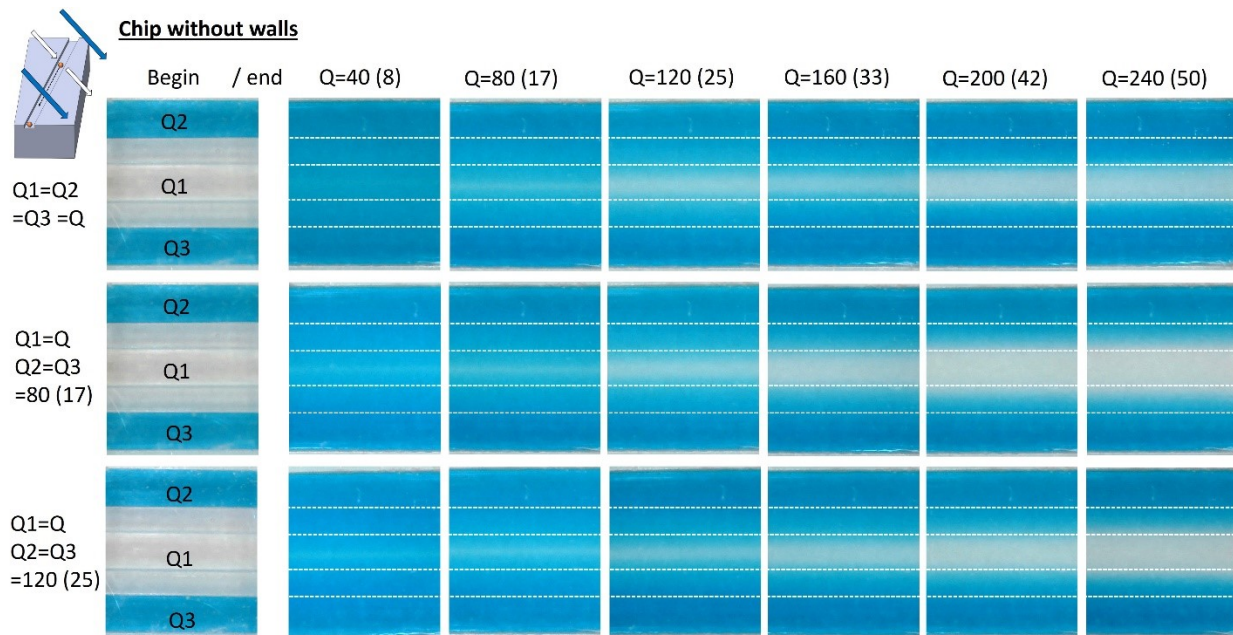 Chip without walls
Begin / end Q=40 (8) Q=80 (17) Q=120 (25) Q=160 (33) Q=200 (42) Q=240 (50)
Q2
Q1
Q3
Q1=Q2
=Q3 =Q
Q2
Q1
Q3
Q1=Q
Q2=Q3
=80 (17)
Q2
Q1
Q3
Q1=Q
Q2=Q3
=120 (25)